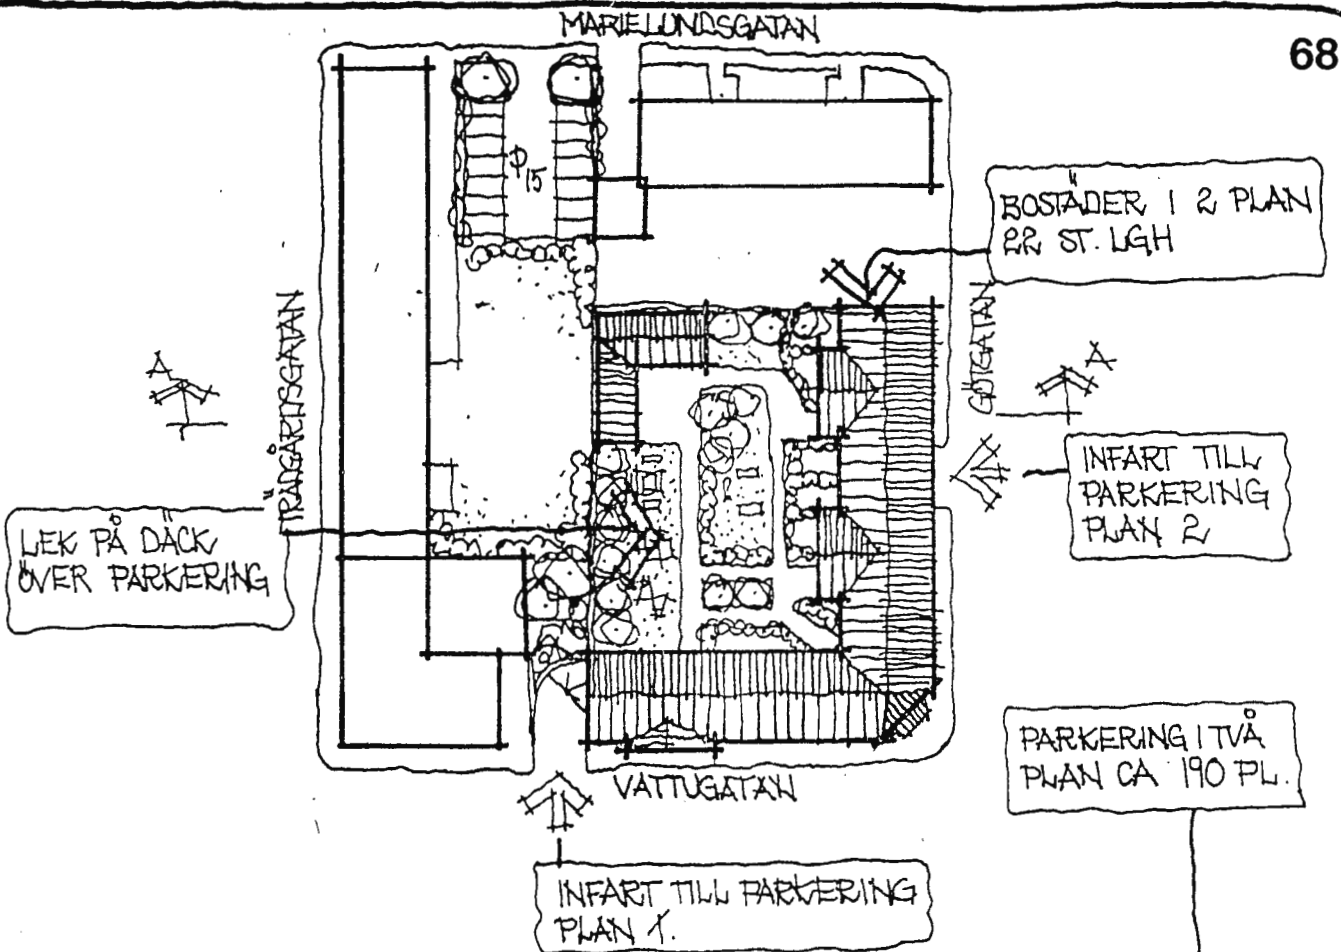 MARIELUNDSGATAN
68
P 15
BOSTÄDER I 2 PLAN
22 ST. LGH
TRÄDGÅRDSGATAN
GÖTGATAN
A
A
INFART TILL
PARKERING
PLAN 2
LEK PÅ DÄCK
ÖVER PARKERING
PARKERING I TVÅ
PLAN CA 190 PL.
VATTUGATAN
INFART TILL PARKERING
PLAN 1.